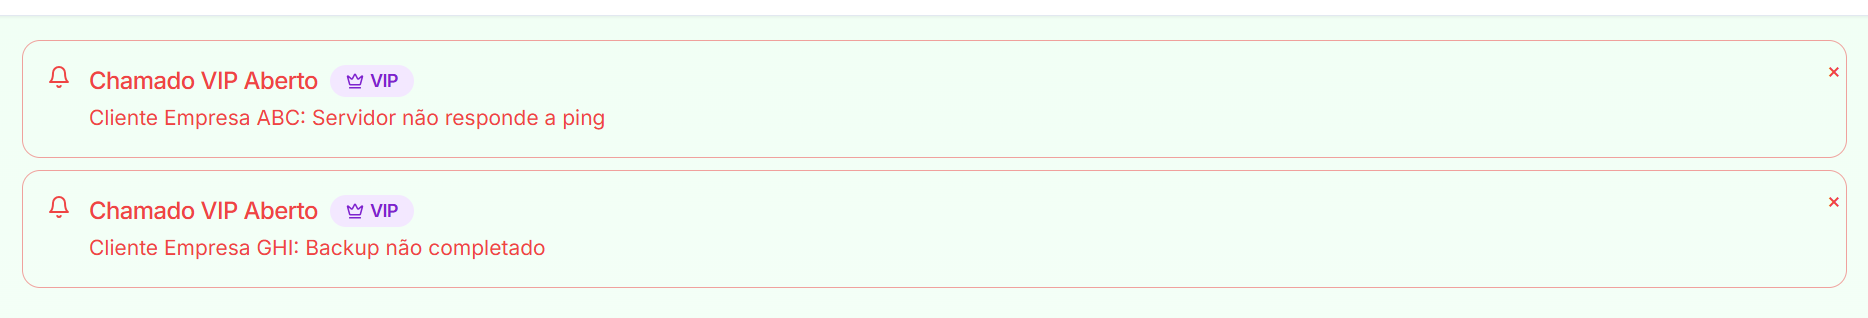 Chamado VIP Aberto VIP
Cliente Empresa ABC: Servidor não responde a ping
Chamado VIP Aberto VIP
Cliente Empresa GHI: Backup não completado